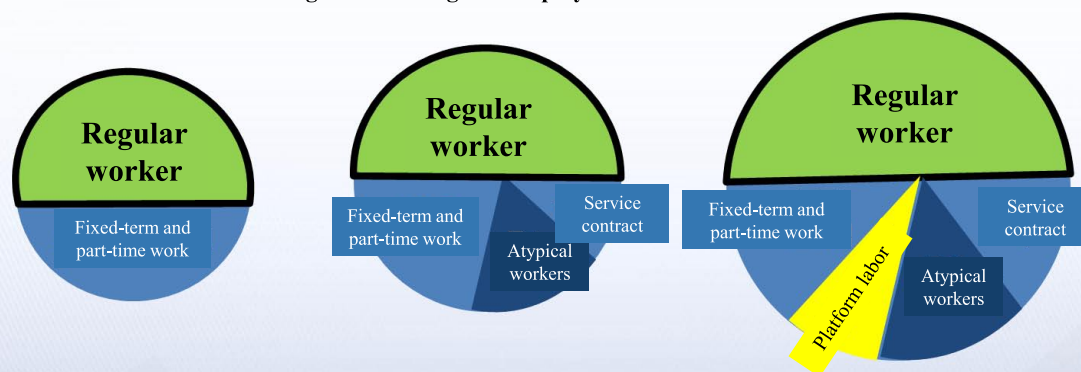 Regular
worker
Fixed-term and
part-time work
Regular
worker
Fixed-term and
part-time work
Service
contract
Atypical
workers
Regular
worker
Fixed-term and
part-time work
Service
contract
Atypical
workers
Platform labor